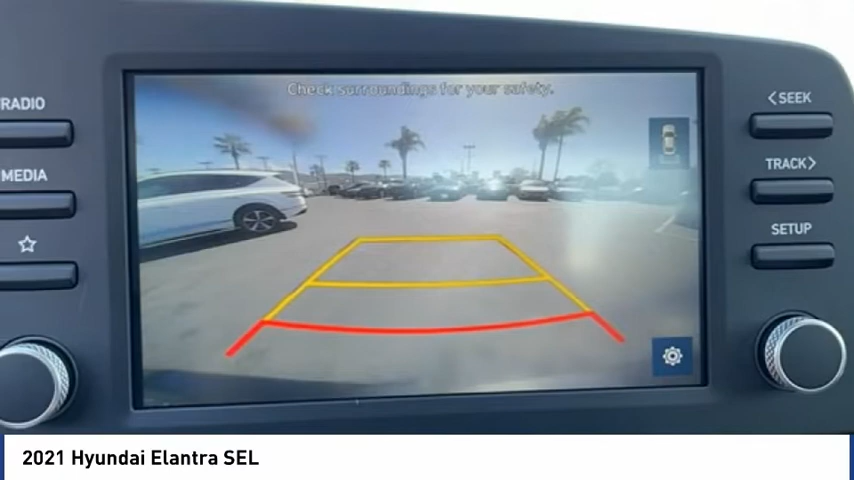 Check surroundings for your safety.
RADIO
MEDIA
<SEEK
TRACK>
SETUP
2021 Hyundai Elantra SEL